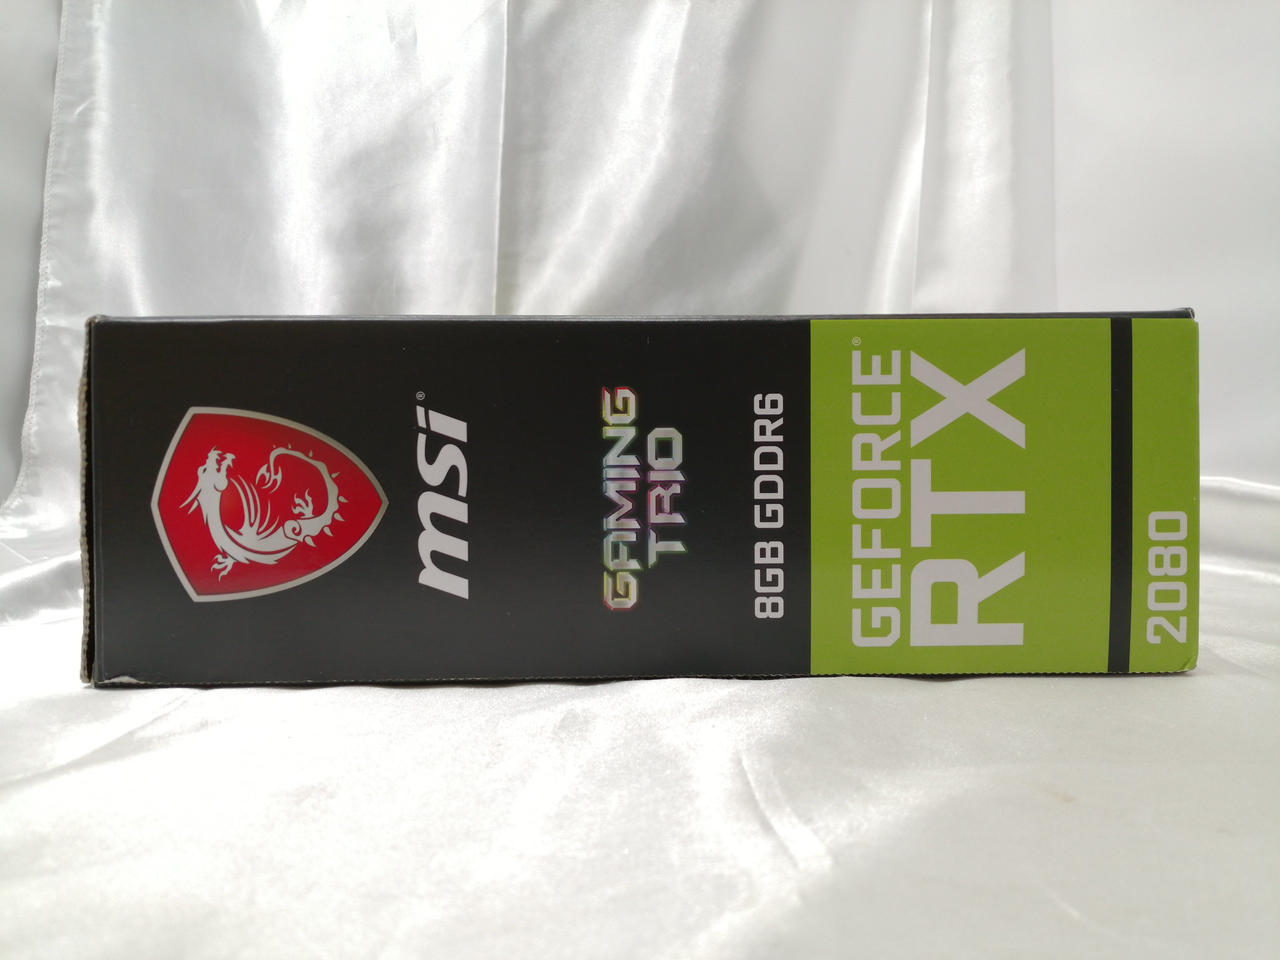 msi®
GAMING
TRIO
8GB GDDR6
GEFORCE®
RTX
2080